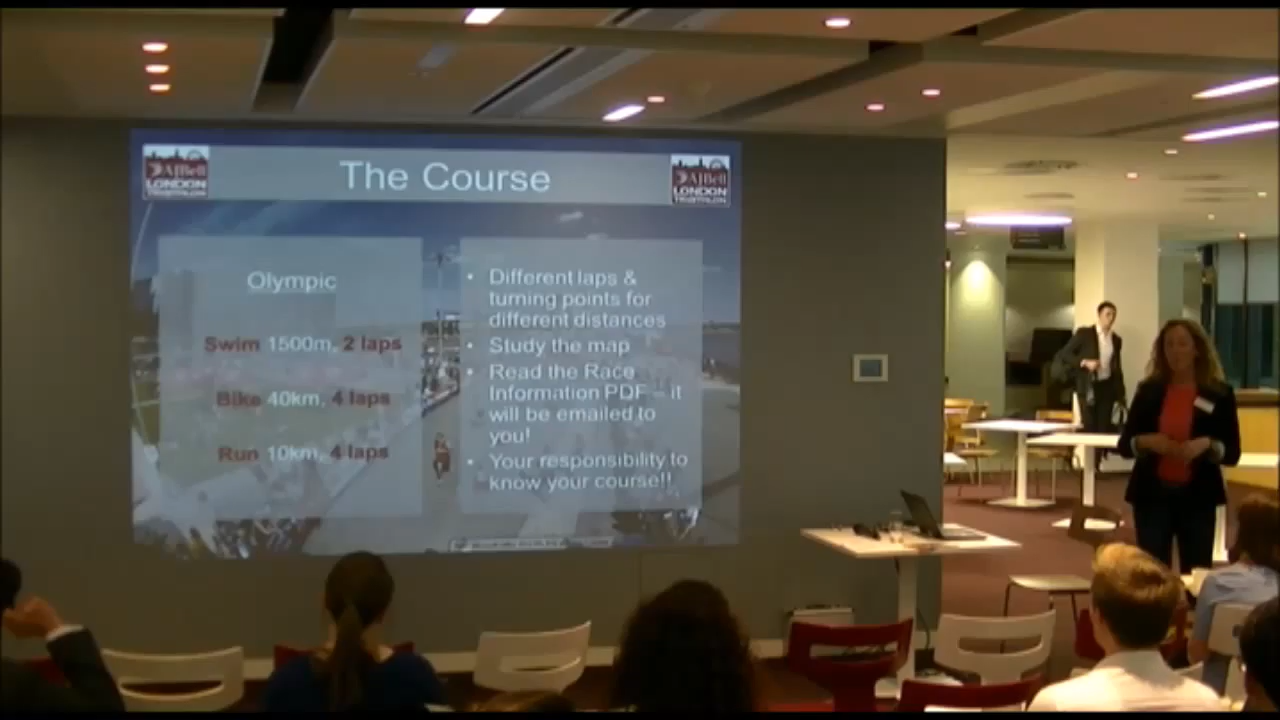 AJBell
LONDON
TRIATHLON
The Course
AJBell
LONDON
TRIATHLON
Olympic
Swim 1500m, 2 laps
Bike 40km, 4 laps
Run 10km, 4 laps
• Different laps &
turning points for
different distances
• Study the map
• Read the Race
Information PDF – it
will be emailed to
you!
• Your responsibility to
know your course!!